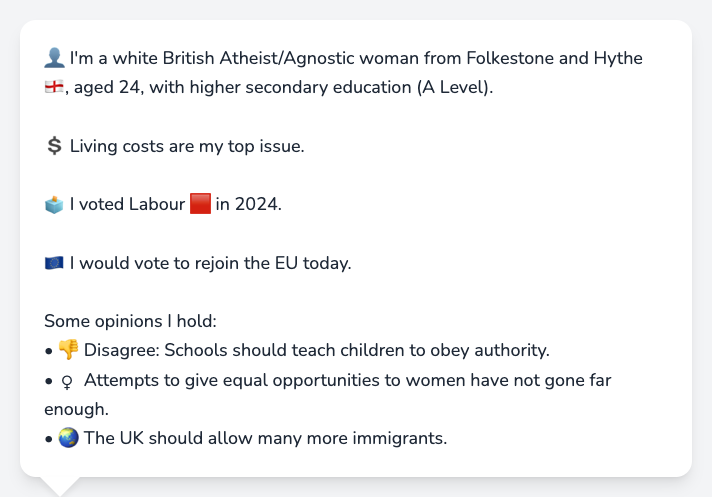 👤 I'm a white British Atheist/Agnostic woman from Folkestone and Hythe
🏴󠁧󠁢󠁥󠁮󠁧󠁿, aged 24, with higher secondary education (A Level).
💲 Living costs are my top issue.
🗳️ I voted Labour 🟥 in 2024.
🇪🇺 I would vote to rejoin the EU today.
Some opinions I hold:
• 👎 Disagree: Schools should teach children to obey authority.
• ♀ Attempts to give equal opportunities to women have not gone far
enough.
• 🌏 The UK should allow many more immigrants.